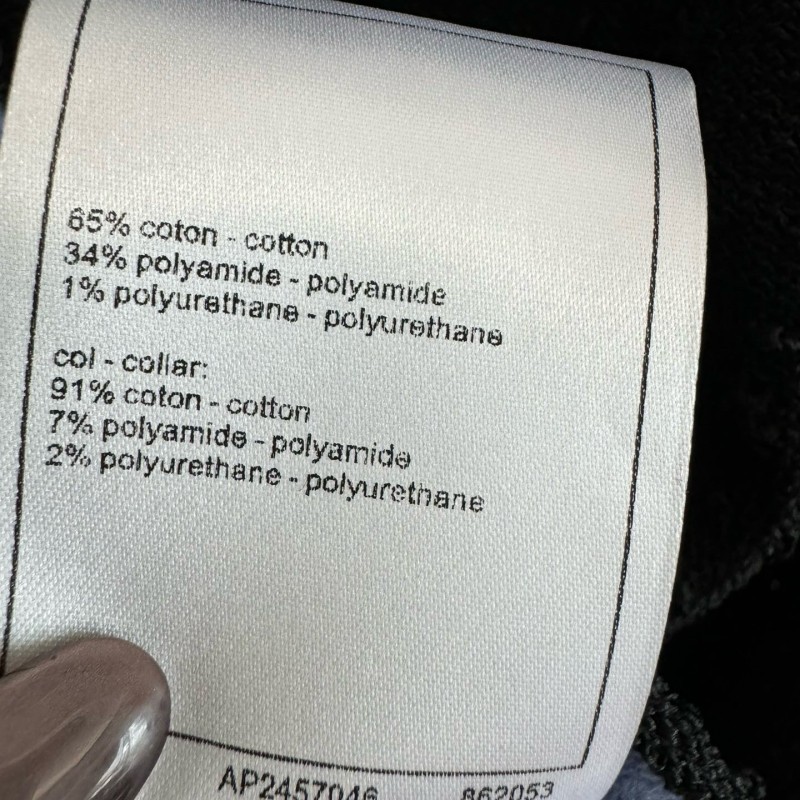 65% coton - cotton
34% polyamide - polyamide
1% polyurethane - polyurethane
col - collar:
91% coton - cotton
7% polyamide - polyamide
2% polyurethane - polyurethane
AP2457046 862053